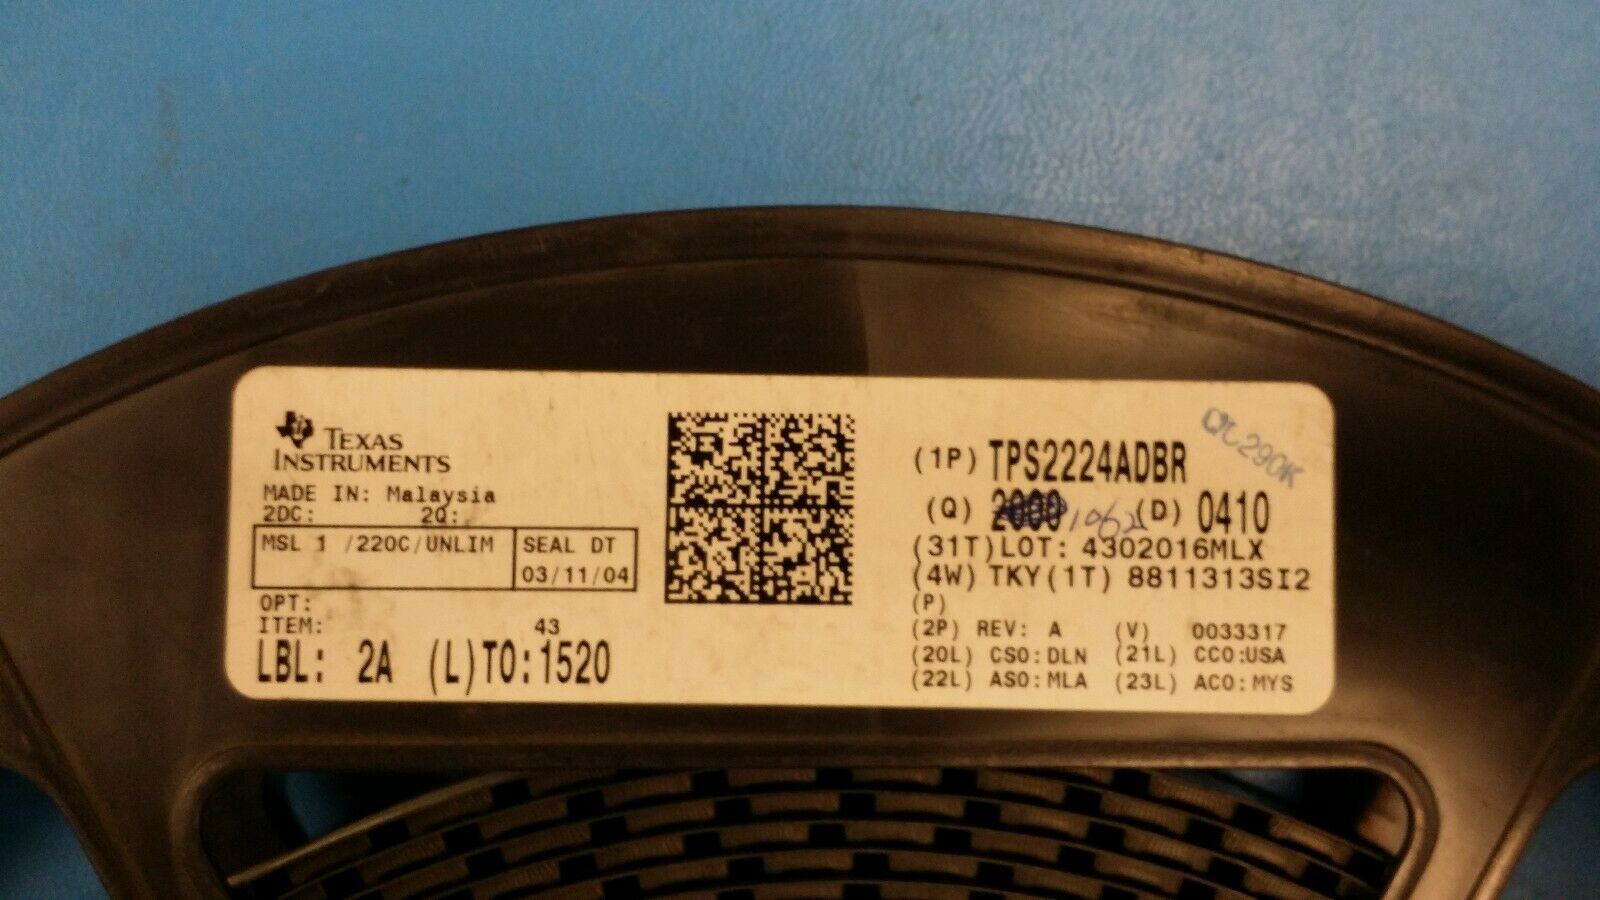 TEXAS
INSTRUMENTS
MADE IN: Malaysia
2DC: 2Q:
MSL 1 /220C/UNLIM SEAL DT
03/11/04
OPT:
ITEM: 43
LBL: 2A (L)TO:1520
QC290K
(1P) TPS2224ADBR
(Q) 2000 1062 (D) 0410
(31T)LOT: 4302016MLX
(4W) TKY(1T) 8811313SI2
(P)
(2P) REV: A (V) 0033317
(20L) CSO:DLN (21L) CCO:USA
(22L) ASO:MLA (23L) ACO:MYS